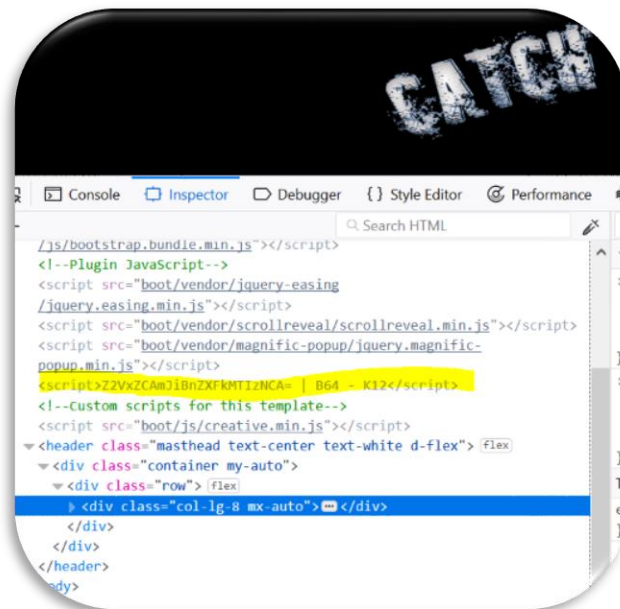 CATCH
Console Inspector Debugger {} Style Editor Performance
Search HTML
/js/bootstrap.bundle.min.js"></script>
<!--Plugin JavaScript-->
<script src="boot/vendor/jquery-easing
/jquery.easing.min.js"></script>
<script src="boot/vendor/scrollreveal/scrollreveal.min.js"></script>
<script src="boot/vendor/magnific-popup/jquery.magnific-
popup.min.js"></script>
<script>Z2VxZCAmJiBnZXFkMTIzNCA= | B64 - K12</script>
<!--Custom scripts for this template-->
<script src="boot/js/creative.min.js"></script>
<header class="masthead text-center text-white d-flex"> flex
<div class="container my-auto">
<div class="row"> flex
<div class="col-lg-8 mx-auto"></div>
</div>
</div>
</header>